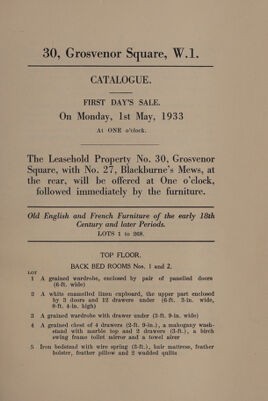 30, Grosvenor Square, W.1.
CATALOGUE.
FIRST DAY'S SALE.
On Monday, 1st May, 1933
At ONE o'clock.
The Leasehold Property No. 30, Grosvenor
Square, with No. 27, Blackburne's Mews, at
the rear, will be offered at One o'clock,
followed immediately by the furniture.
Old English and French Furniture of the early 18th
Century and later Periods.
LOTS 1 to 268.
TOP FLOOR.
BACK BED ROOMS Nos. 1 and 2.
LOT
1 A grained wardrobe, enclosed by pair of panelled doors
(6-ft. wide)
2 A white enamelled linen cupboard, the upper part enclosed
by 3 doors and 12 drawers under (6-ft. 3-in. wide,
8-ft. 4-in. high)
3 A grained wardrobe with drawer under (3-ft. 9-in. wide)
4 A grained chest of 4 drawers (2-ft. 9-in.), a mahogany wash-
stand with marble top and 2 drawers (3-ft.), a birch
swing frame toilet mirror and a towel airer
5 Iron bedstead with wire spring (3-ft.), hair mattress, feather
bolster, feather pillow and 2 wadded quilts